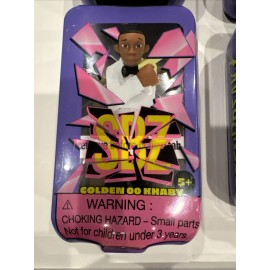 SBZ
GOLDEN 00 KHABY
5+
WARNING:
CHOKING HAZARD – Small parts
Not for children under 3 years.